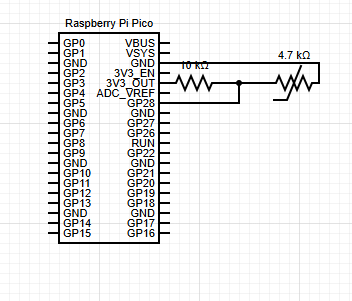 Raspberry Pi Pico
GP0 VBUS
GP1 VSYS
GND GND
GP2 3V3_EN
GP3 3V3_OUT
GP4 ADC_VREF
GP5 GP28
GND GND
GP6 GP27
GP7 GP26
GP8 RUN
GP9 GP22
GND GND
GP10 GP21
GP11 GP20
GP12 GP19
GP13 GP18
GND GND
GP14 GP17
GP15 GP16
10 kΩ
4.7 kΩ